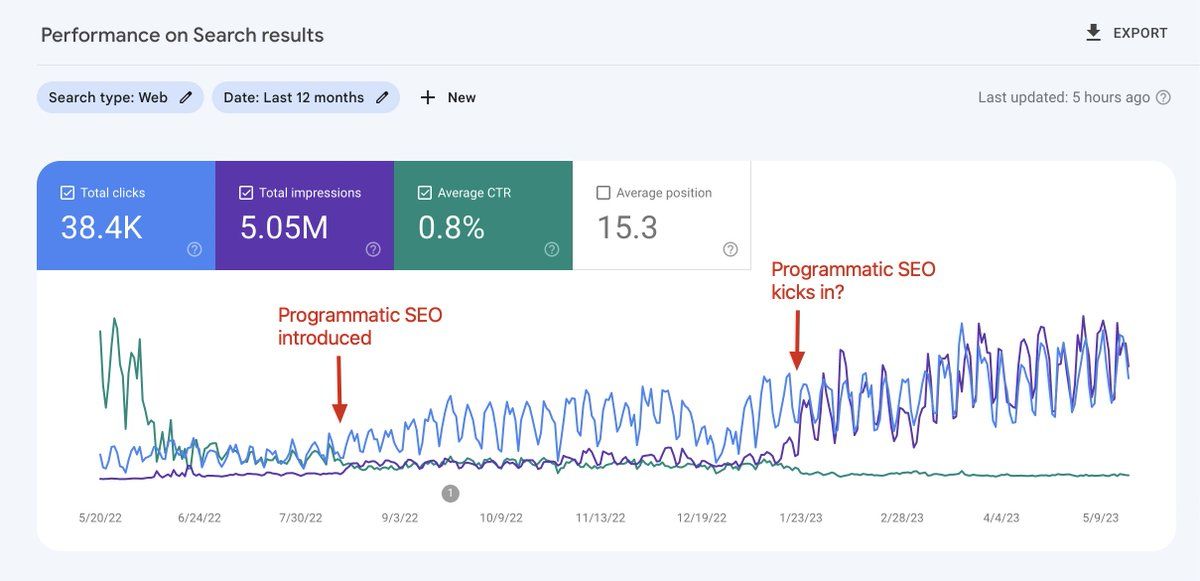 Performance on Search results
EXPORT
Search type: Web
Date: Last 12 months
+ New
Last updated: 5 hours ago
Total clicks
38.4K
Total impressions
5.05M
Average CTR
0.8%
Average position
15.3
Programmatic SEO
introduced
Programmatic SEO
kicks in?
1
5/20/22
6/24/22
7/30/22
9/3/22
10/9/22
11/13/22
12/19/22
1/23/23
2/28/23
4/4/23
5/9/23